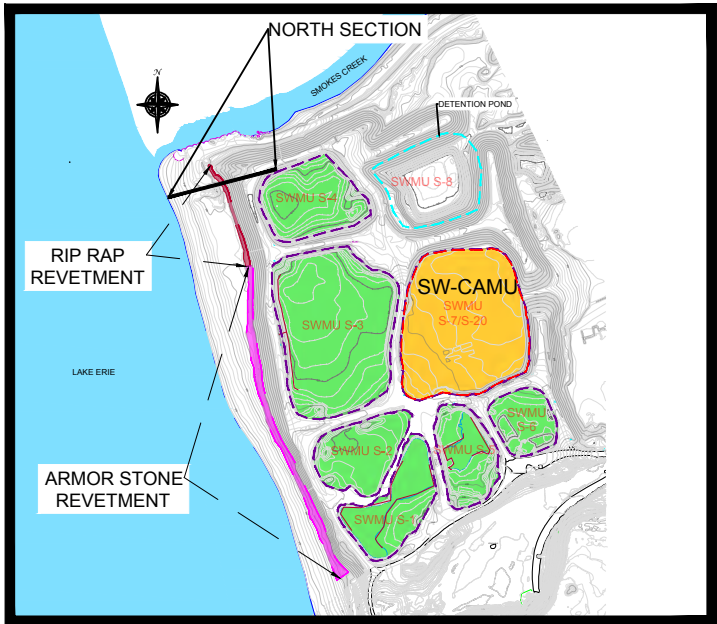 NORTH SECTION
SMOKES CREEK
N
DETENTION POND
SWMU S-8
SWMU S-4
RIP RAP
REVETMENT
SW-CAMU
SWMU
S-7/S-20
SWMU S-3
LAKE ERIE
SWMU
S-6
SWMU S-2
SWMU S-5
ARMOR STONE
REVETMENT
SWMU S-1